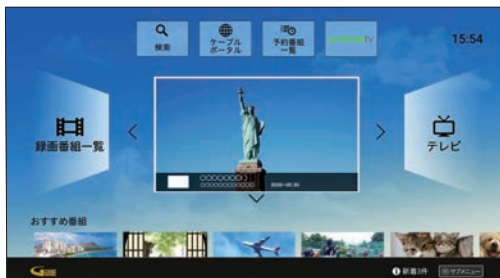 検索
ケーブル
ポータル
予約番組
一覧
tv
15:54
録画番組一覧
テレビ
おすすめ番組
新着3件
サブメニュー